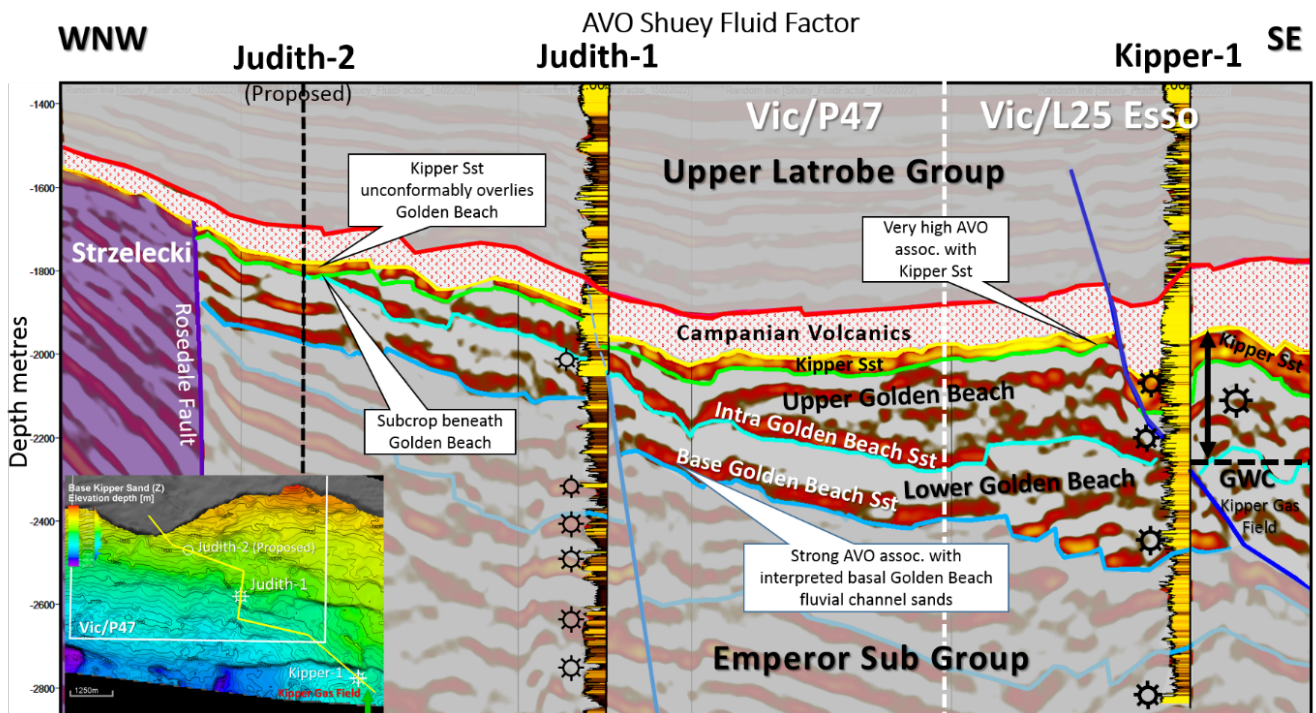 AVO Shuey Fluid Factor
WNW
SE
Judith-2
(Proposed)
Judith-1
Kipper-1
Vic/P47
Vic/L25 Esso
Upper Latrobe Group
Kipper Sst
unconformably overlies
Golden Beach
Very high AVO
assoc. with
Kipper Sst
Strzelecki
Rosedale Fault
Campanian Volcanics
Kipper Sst
Kipper Sst
Upper Golden Beach
Intra Golden Beach Sst
Base Golden Beach Sst
Lower Golden Beach
Subcrop beneath
Golden Beach
GWC
Kipper Gas
Field
Strong AVO assoc. with
interpreted basal Golden Beach
fluvial channel sands
Emperor Sub Group
Depth metres
-1400
-1600
-1800
-2000
-2200
-2400
-2600
-2800
Base Kipper Sand (Z)
Elevation depth [m]
Judith-2 (Proposed)
Judith-1
Vic/P47
Kipper-1
Kipper Gas Field
1250m